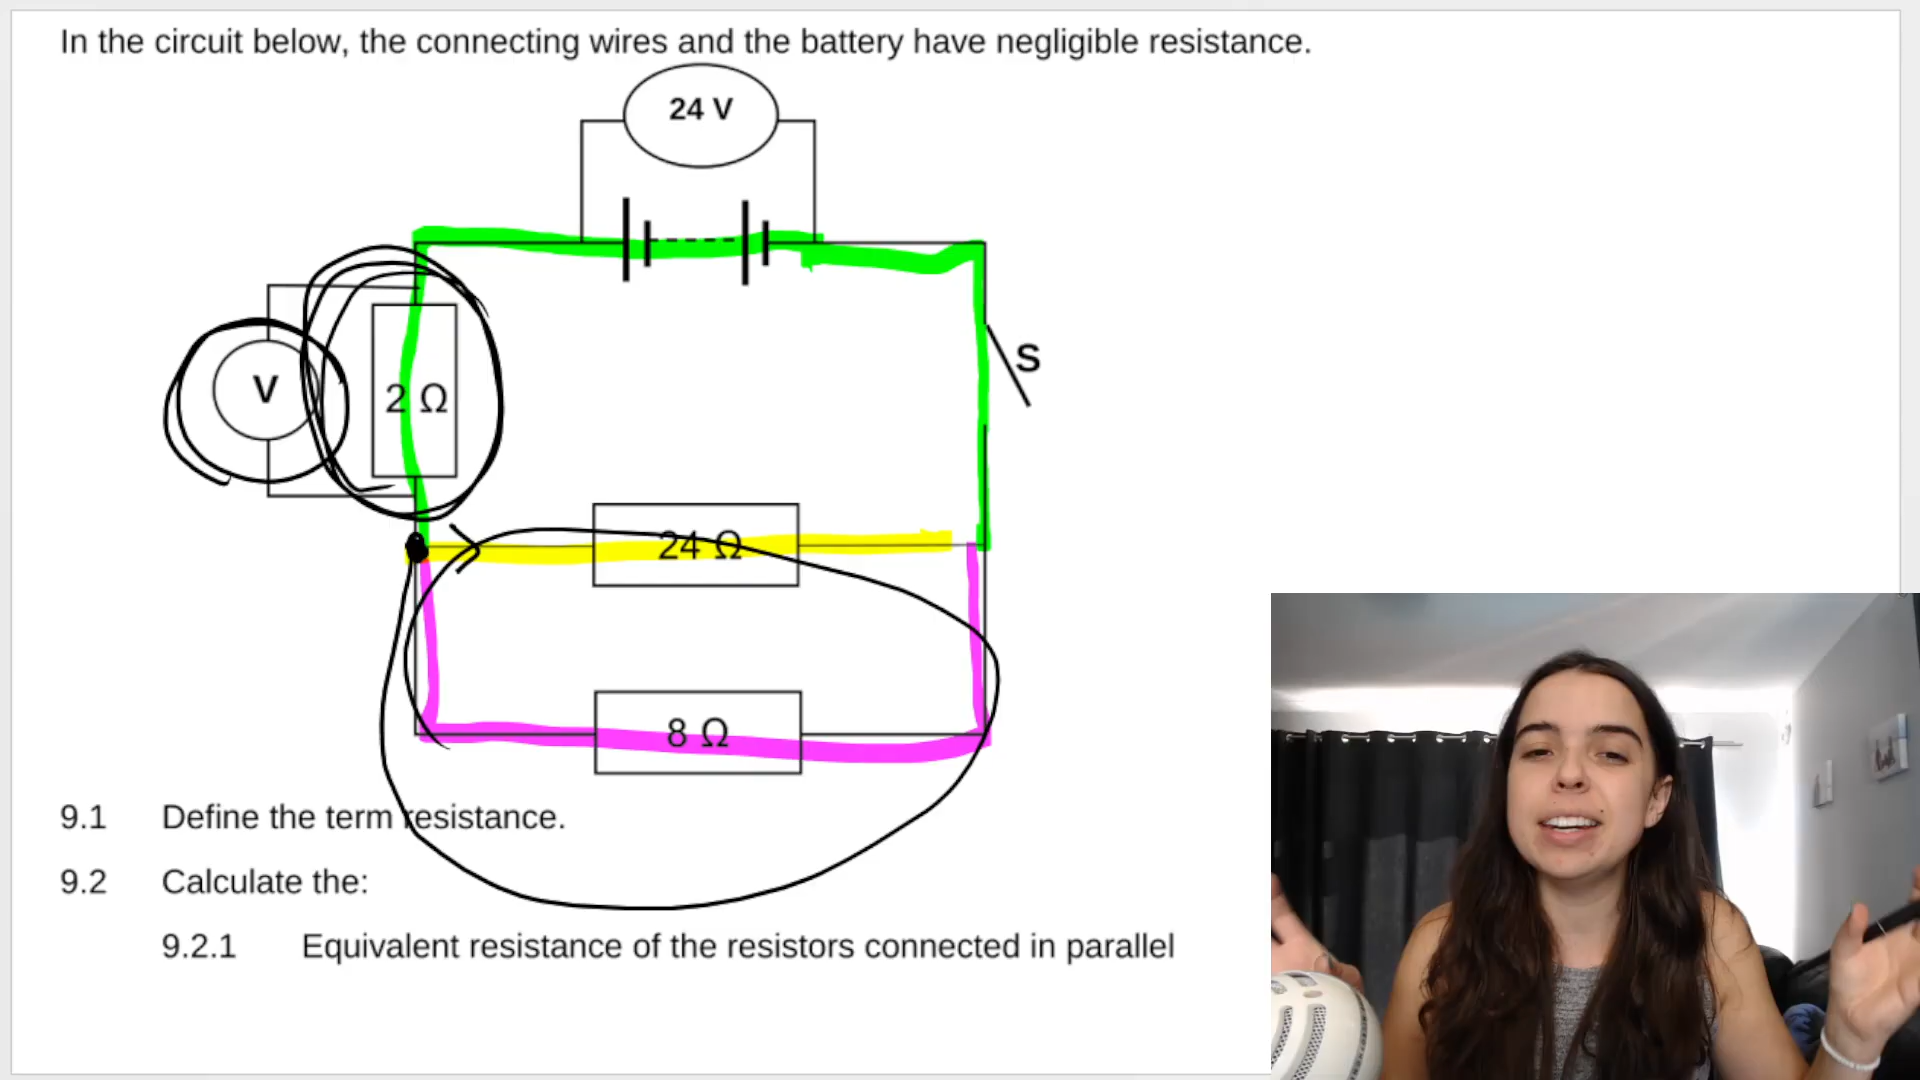 In the circuit below, the connecting wires and the battery have negligible resistance.
24 V
S
V
2 Ω
24 Ω
8 Ω
9.1 Define the term resistance.
9.2 Calculate the:
9.2.1 Equivalent resistance of the resistors connected in parallel